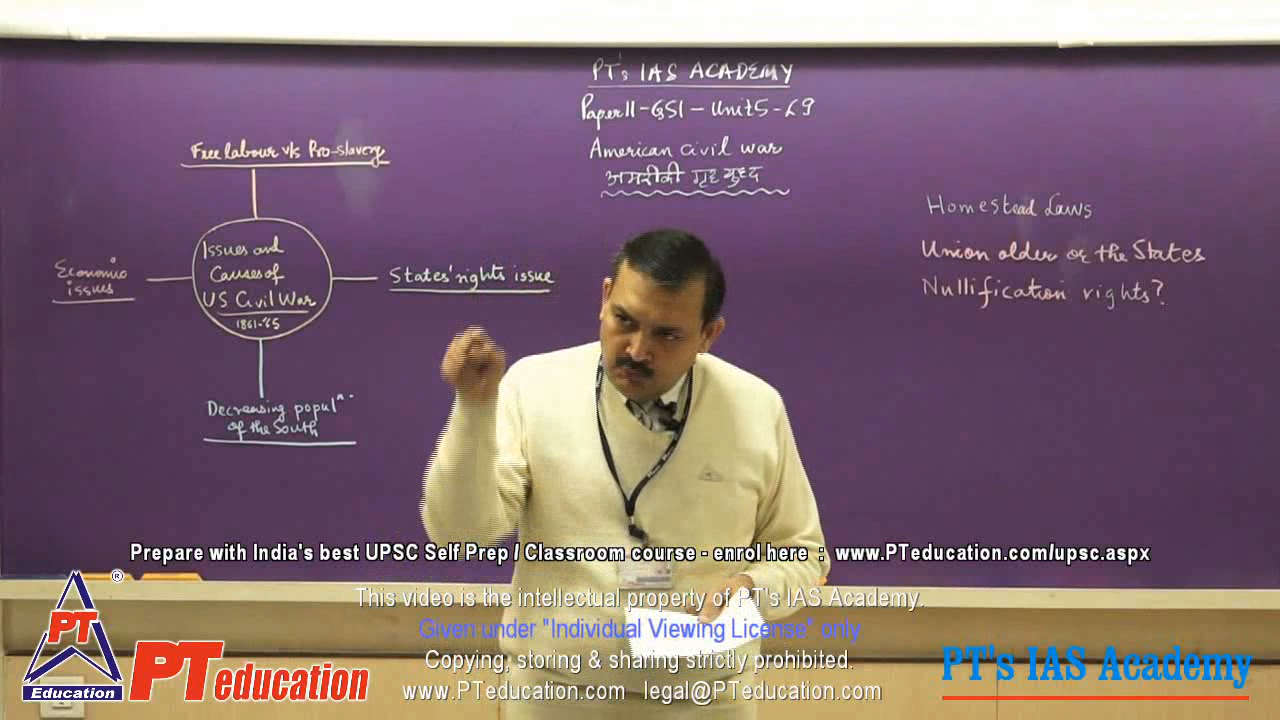 PT's IAS ACADEMY
Paper II - GS1 - Unit 5 - L9
American civil war
अमरीकी गृह युध्द
Free labour v/s Pro-slavery
Issues and
Causes of
US Civil War
1861-'65
Economic
issues
States' rights issue
Decreasing popul^n.
of the South
Homestead Laws
Union older or the States
Nullification rights?
Prepare with India's best UPSC Self Prep / Classroom course - enrol here : www.PTeducation.com/upsc.aspx
This video is the intellectual property of PT's IAS Academy.
Given under "Individual Viewing License" only
Copying, storing & sharing strictly prohibited.
www.PTeducation.com legal@PTeducation.com
PT
®
Education
PT education
PT's IAS Academy